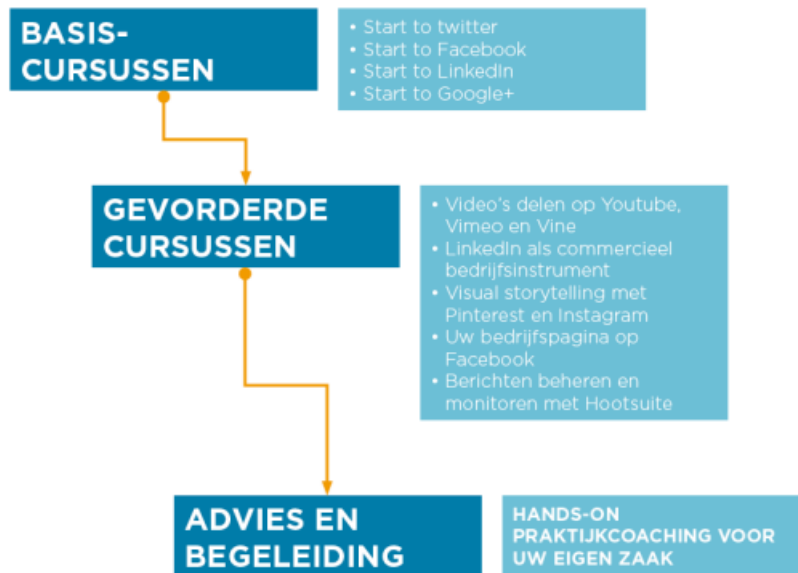 BASIS-
CURSUSSEN
• Start to twitter
• Start to Facebook
• Start to LinkedIn
• Start to Google+
GEVORDERDE
CURSUSSEN
• Video's delen op Youtube,
Vimeo en Vine
• LinkedIn als commercieel
bedrijfsinstrument
• Visual storytelling met
Pinterest en Instagram
• Uw bedrijfspagina op
Facebook
• Berichten beheren en
monitoren met Hootsuite
ADVIES EN
BEGELEIDING
HANDS-ON
PRAKTIJKCOACHING VOOR
UW EIGEN ZAAK